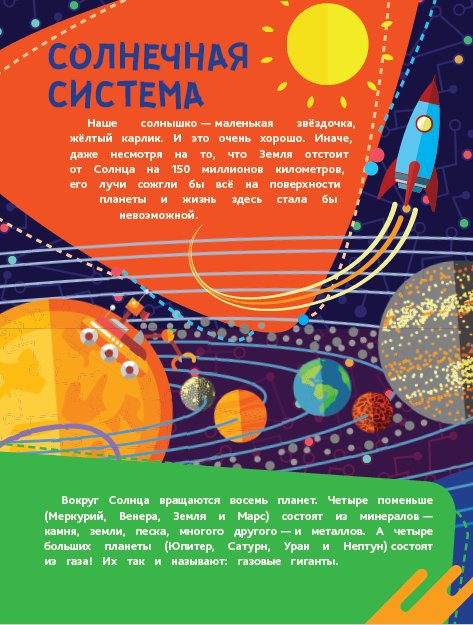 СОЛНЕЧНАЯ
СИСТЕМА
Наше солнышко — маленькая звёздочка,
жёлтый карлик. И это очень хорошо. Иначе,
даже несмотря на то, что Земля отстоит
от Солнца на 150 миллионов километров,
его лучи сожгли бы всё на поверхности
планеты и жизнь здесь стала бы
невозможной.
Вокруг Солнца вращаются восемь планет. Четыре поменьше
(Меркурий, Венера, Земля и Марс) состоят из минералов —
камня, земли, песка, много другого — и металлов. А четыре
больших планеты (Юпитер, Сатурн, Уран и Нептун) состоят
из газа! Их так и называют: газовые гиганты.